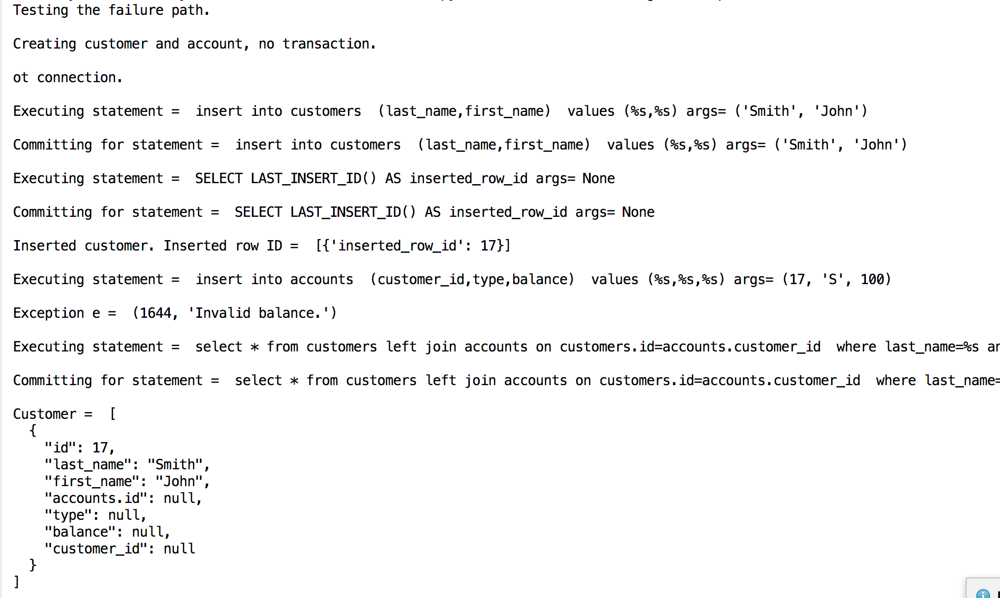 Testing the failure path.
Creating customer and account, no transaction.
ot connection.
Executing statement =  insert into customers  (last_name,first_name)  values (%s,%s) args= ('Smith', 'John')
Committing for statement =  insert into customers  (last_name,first_name)  values (%s,%s) args= ('Smith', 'John')
Executing statement =  SELECT LAST_INSERT_ID() AS inserted_row_id args= None
Committing for statement =  SELECT LAST_INSERT_ID() AS inserted_row_id args= None
Inserted customer. Inserted row ID =  [{'inserted_row_id': 17}]
Executing statement =  insert into accounts  (customer_id,type,balance)  values (%s,%s,%s) args= (17, 'S', 100)
Exception e =  (1644, 'Invalid balance.')
Executing statement =  select * from customers left join accounts on customers.id=accounts.customer_id  where last_name=%s
Committing for statement =  select * from customers left join accounts on customers.id=accounts.customer_id  where last_name=
Customer =  [
  {
    "id": 17,
    "last_name": "Smith",
    "first_name": "John",
    "accounts.id": null,
    "type": null,
    "balance": null,
    "customer_id": null
  }
]